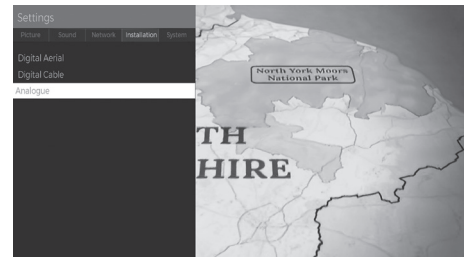 Settings
Picture Sound Network Installation System
Digital Aerial
Digital Cable
Analogue
North York Moors
National Park
TH
HIRE